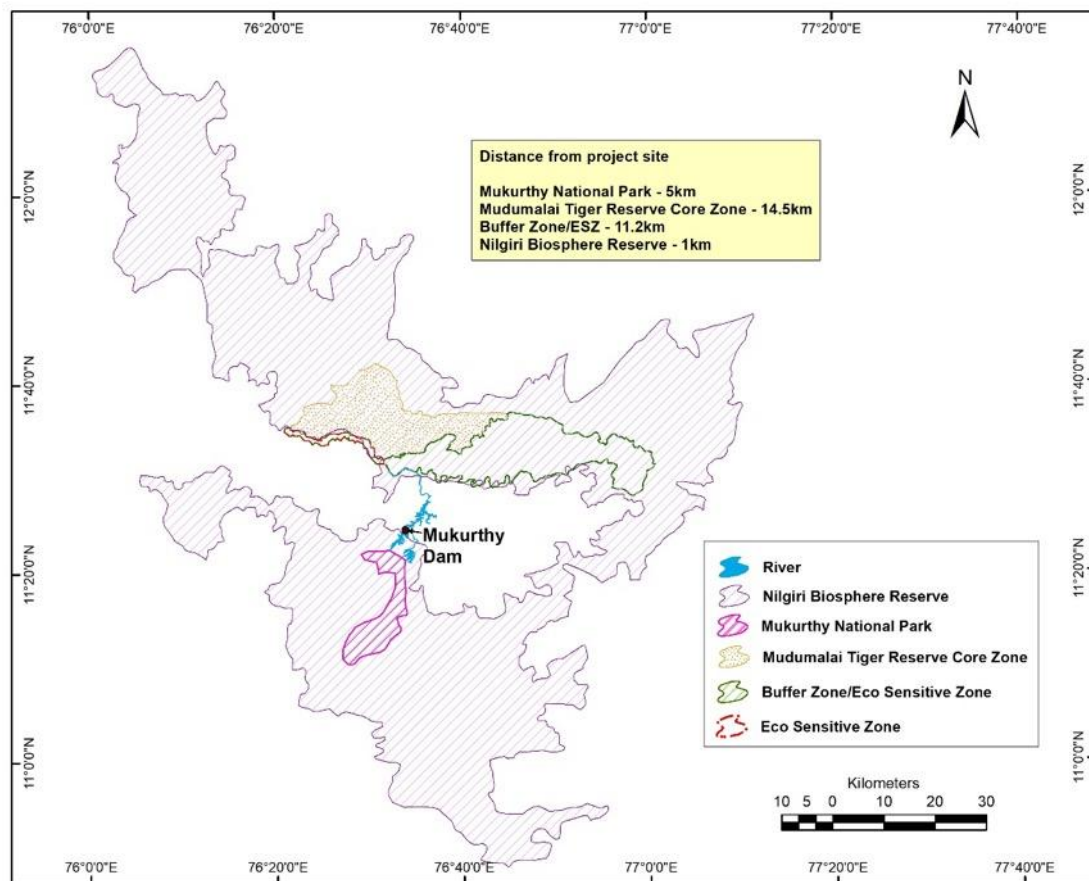 76°0'0"E 76°20'0"E 76°40'0"E 77°0'0"E 77°20'0"E 77°40'0"E
N
Distance from project site
Mukurthy National Park - 5km
Mudumalai Tiger Reserve Core Zone - 14.5km
Buffer Zone/ESZ - 11.2km
Nilgiri Biosphere Reserve - 1km
12°0'0"N 12°0'0"N
11°40'0"N 11°40'0"N
Mukurthy
Dam
11°20'0"N 11°20'0"N
River
Nilgiri Biosphere Reserve
Mukurthy National Park
Mudumalai Tiger Reserve Core Zone
Buffer Zone/Eco Sensitive Zone
Eco Sensitive Zone
11°0'0"N 11°0'0"N
Kilometers
10 5 0 10 20 30
76°0'0"E 76°20'0"E 76°40'0"E 77°0'0"E 77°20'0"E 77°40'0"E